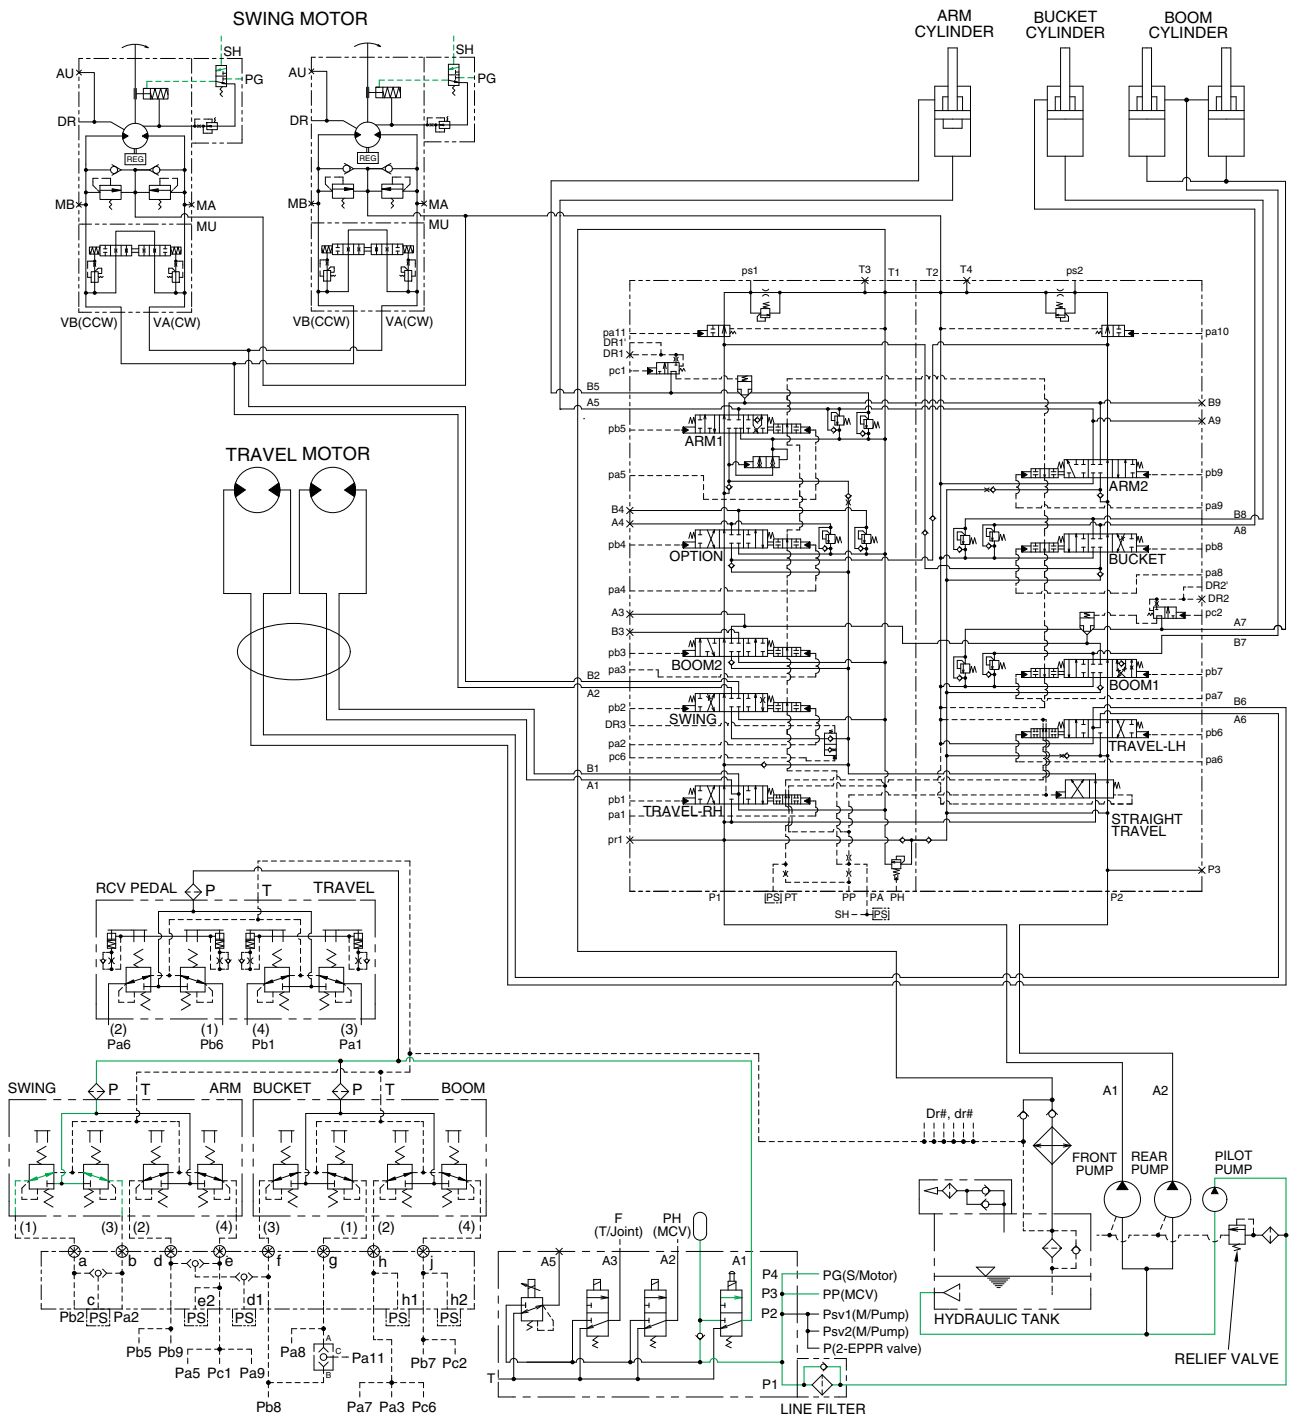 SWING MOTOR
ARM CYLINDER
BUCKET CYLINDER
BOOM CYLINDER
SH
AU
PG
DR
REG
MB
MA
MU
VB(CCW)
VA(CW)
SH
AU
PG
DR
REG
MB
MA
MU
VB(CCW)
VA(CW)
ps1
T3
T1
T2
T4
ps2
pa11
DR1'
DR1
pc1
B5
A5
pb5
ARM1
pa5
B4
A4
pb4
OPTION
pa4
A3
B3
pb3
BOOM2
pa3
B2
A2
pb2
SWING
DR3
pa2
pc6
B1
A1
pb1
TRAVEL-RH
pa1
pr1
pa10
B9
A9
pb9
ARM2
pa9
B8
A8
pb8
BUCKET
pa8
DR2'
DR2
pc2
A7
B7
pb7
BOOM1
pa7
B6
A6
pb6
TRAVEL-LH
pa6
STRAIGHT TRAVEL
P3
P1
PS
PT
PP
PA
PH
P2
SH
PS
TRAVEL MOTOR
RCV PEDAL
P
T
TRAVEL
(2)
(1)
(4)
(3)
Pa6
Pb6
Pb1
Pa1
SWING
P
T
ARM
BUCKET
P
T
BOOM
(1)
(3)
(2)
(4)
(3)
(1)
(2)
(4)
a
b
d
e
f
g
h
j
c
e2
d1
h1
h2
Pb2
PS
Pa2
PS
PS
PS
PS
Pb5
Pb9
Pa5
Pc1
Pa9
Pa8
A
C
B
Pa11
Pb7
Pc2
Pb8
Pa7
Pa3
Pc6
F (T/Joint)
PH (MCV)
A5
A3
A2
A1
T
P4
PG(S/Motor)
P3
PP(MCV)
P2
Psv1(M/Pump)
Psv2(M/Pump)
P(2-EPPR valve)
P1
LINE FILTER
A1
A2
Dr#, dr#
FRONT PUMP
REAR PUMP
PILOT PUMP
HYDRAULIC TANK
RELIEF VALVE